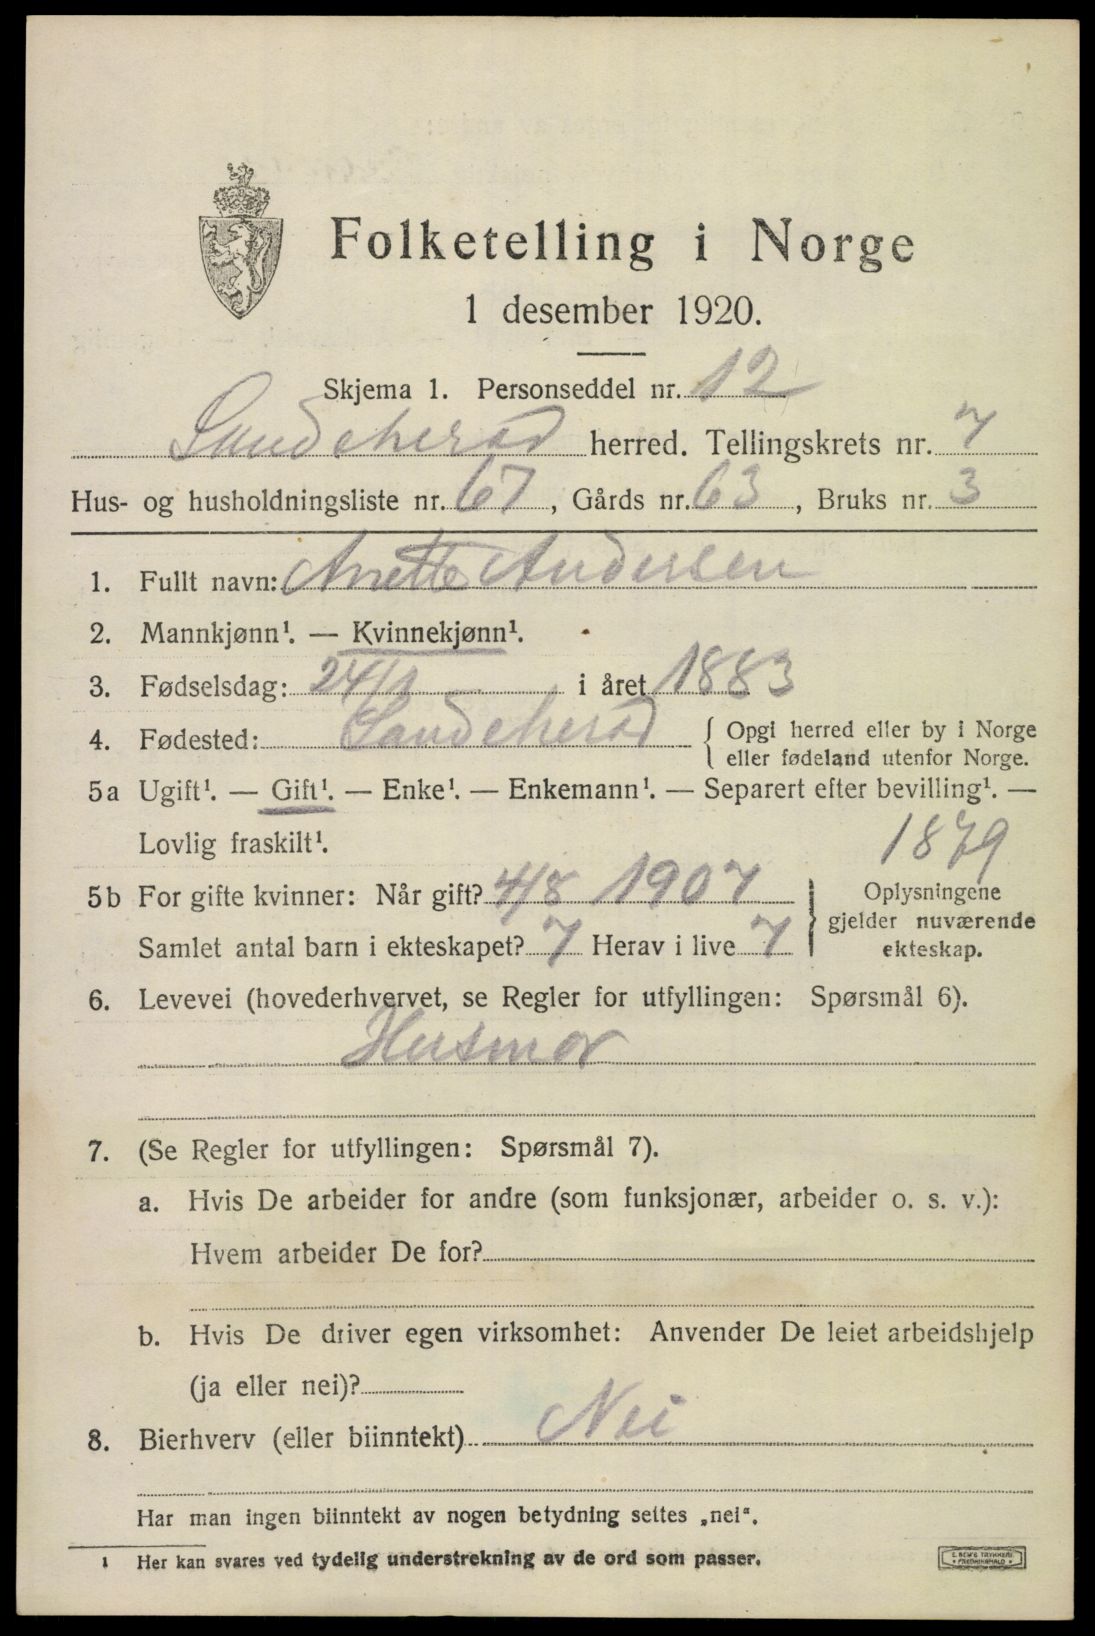 Folketelling i Norge
1 desember 1920.
Skjema 1. Personseddel nr. 12
Sandeherad herred. Tellingskrets nr. 7
Hus- og husholdningsliste nr. 67, Gårds nr. 63, Bruks nr. 3
1. Fullt navn: Anette Andersen
2. Mannkjønn¹. — Kvinnekjønn¹.
3. Fødselsdag: 24/1 i året 1883
4. Fødested: Sandeherad { Opgi herred eller by i Norge
eller fødeland utenfor Norge.
5a Ugift¹. — Gift¹. — Enke¹. — Enkemann¹. — Separert efter bevilling¹. —
Lovlig fraskilt¹.
1879
5b For gifte kvinner: Når gift? 4/8 1907 } Oplysningene
gjelder nuværende
Samlet antal barn i ekteskapet? 7 Herav i live 7 ekteskap.
6. Levevei (hovederhvervet, se Regler for utfyllingen: Spørsmål 6).
Husmor
7. (Se Regler for utfyllingen: Spørsmål 7).
a. Hvis De arbeider for andre (som funksjonær, arbeider o. s. v.):
Hvem arbeider De for?
b. Hvis De driver egen virksomhet: Anvender De leiet arbeidshjelp
(ja eller nei)?
8. Bierhverv (eller biinntekt) Nei
Har man ingen biinntekt av nogen betydning settes „nei“.
¹ Her kan svares ved tydelig understrekning av de ord som passer.